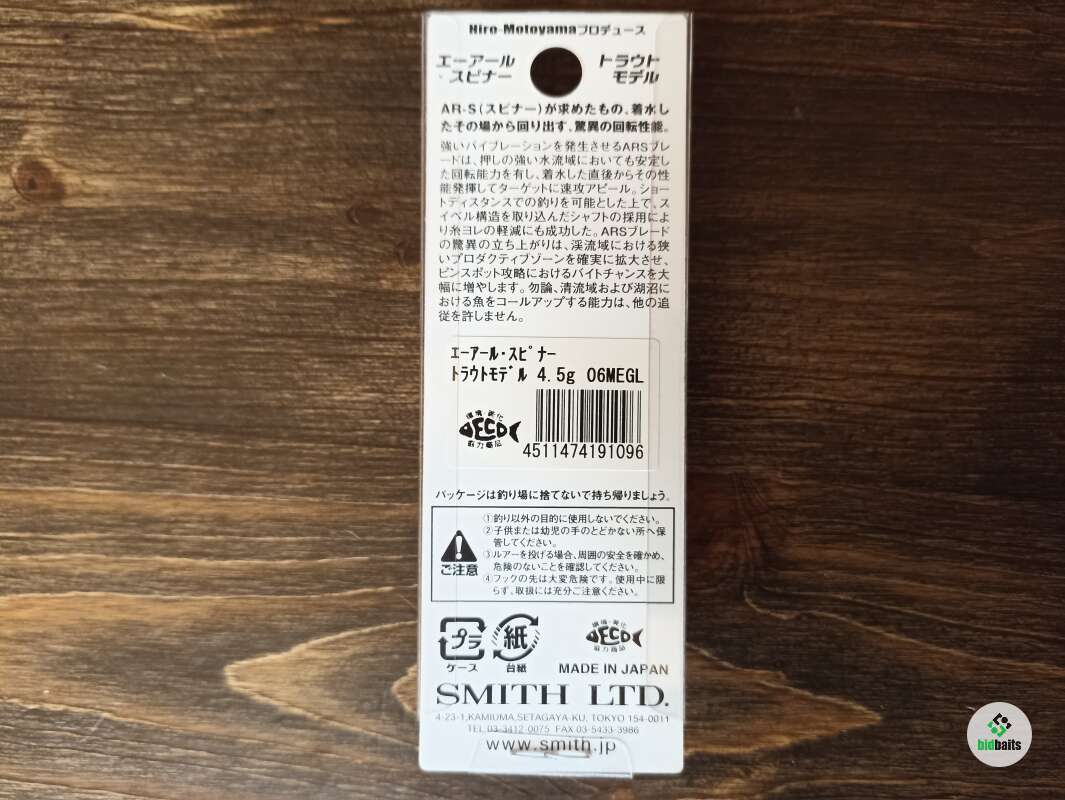 Hiro-Motoyamaプロデュース
エーアール トラウト
・スピナー モデル
AR-S(スピナー)が求めたもの、着水し
たその場から回り出す、驚異の回転性能。
強いバイブレーションを発生させるARSブレ
ードは、押しの強い水流域においても安定し
た回転能力を有し、着水した直後からその性
能発揮してターゲットに速攻アピール。ショー
トディスタンスでの釣りを可能とした上で、ス
イベル構造を取り込んだシャフトの採用によ
り糸ヨレの軽減にも成功した。ARSブレード
の驚異の立ち上がりは、渓流域における狭
いプロダクティブゾーンを確実に拡大させ、
ピンスポット攻略におけるバイトチャンスを大
幅に増やします。勿論、清流域および湖沼に
おける魚をコールアップする能力は、他の追
従を許しません。
エーアール・スピナー
トラウトモデル 4.5g 06MEGL
環境・美化
ECO
協力商品
4511474191096
パッケージは釣り場に捨てないで持ち帰りましょう。
①釣り以外の目的に使用しないでください。
②子供または幼児の手のとどかない所へ保
管してください。
③ルアーを投げる場合、周囲の安全を確かめ、
危険のないことを確認してください。
④フックの先は大変危険です。使用中に限
らず、取扱には充分ご注意ください。
ご注意
プラ 紙
ケース 台紙
環境・美化
ECO
協力商品
MADE IN JAPAN
SMITH LTD.
4-23-1,KAMIUMA,SETAGAYA-KU, TOKYO 154-0011
TEL.03-3412-0075 FAX.03-5433-3986
www.smith.jp
bidbaits